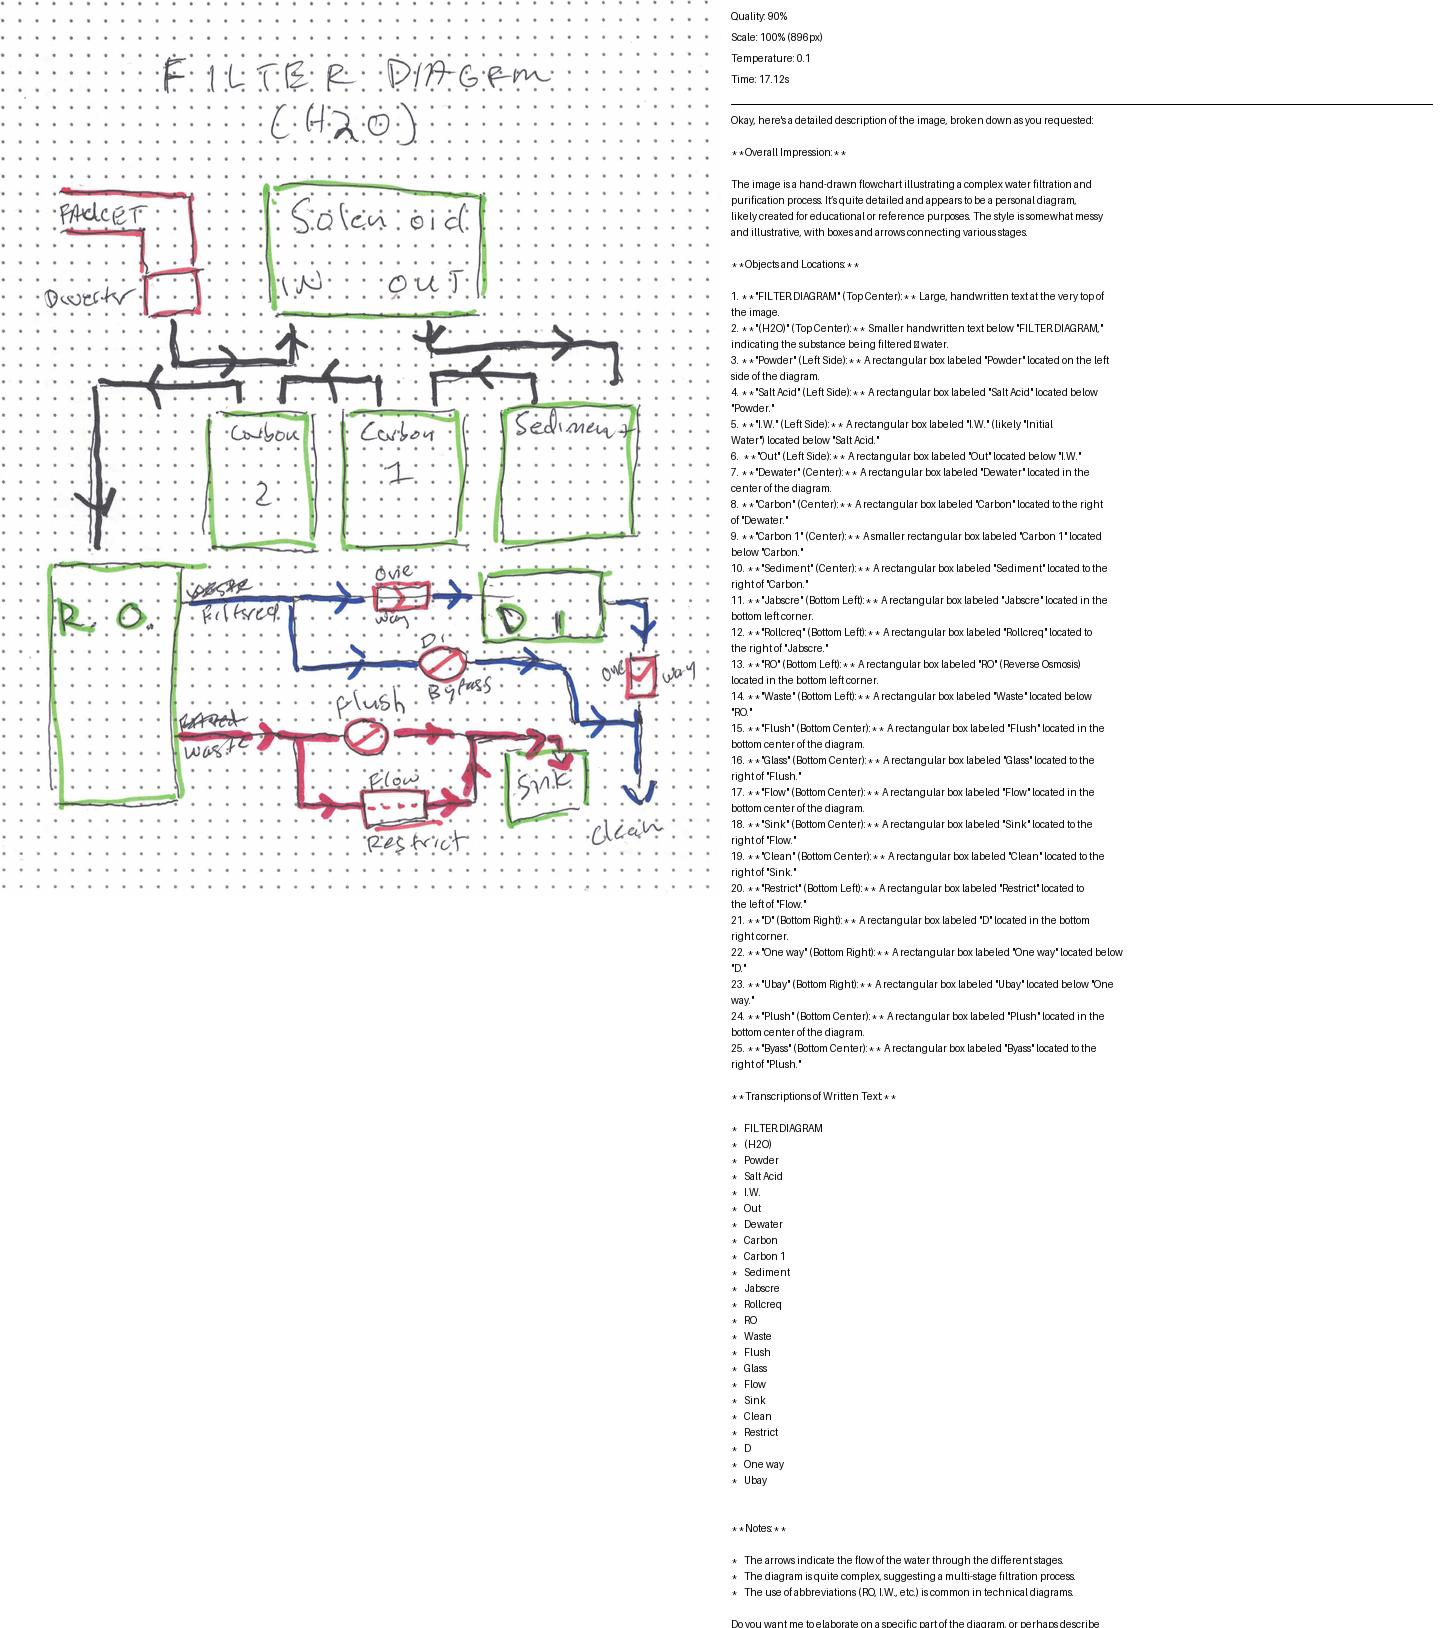 FILTER DIAGRM
(H2O)
FAUCET
Solenoid
IN OUT
Diverter
Carbon
2
Carbon
1
Sediment
R. O.
waste
Filtered
one
way
D I
DI
Bypass
one way
Flush
waste
Flow
Restrict
Sink
Clean
Quality: 90%
Scale: 100% (896px)
Temperature: 0.1
Time: 17.12s
Okay, here's a detailed description of the image, broken down as you requested:
**Overall Impression:**
The image is a hand-drawn flowchart illustrating a complex water filtration and
purification process. It's quite detailed and appears to be a personal diagram,
likely created for educational or reference purposes. The style is somewhat messy
and illustrative, with boxes and arrows connecting various stages.
**Objects and Locations:**
1. **"FILTER DIAGRAM" (Top Center):** Large, handwritten text at the very top of
the image.
2. **"(H2O)" (Top Center):** Smaller handwritten text below "FILTER DIAGRAM,"
indicating the substance being filtered – water.
3. **"Powder" (Left Side):** A rectangular box labeled "Powder" located on the left
side of the diagram.
4. **"Salt Acid" (Left Side):** A rectangular box labeled "Salt Acid" located below
"Powder."
5. **"I.W." (Left Side):** A rectangular box labeled "I.W." (likely "Initial
Water") located below "Salt Acid."
6. **"Out" (Left Side):** A rectangular box labeled "Out" located below "I.W."
7. **"Dewater" (Center):** A rectangular box labeled "Dewater" located in the
center of the diagram.
8. **"Carbon" (Center):** A rectangular box labeled "Carbon" located to the right
of "Dewater."
9. **"Carbon 1" (Center):** A smaller rectangular box labeled "Carbon 1" located
below "Carbon."
10. **"Sediment" (Center):** A rectangular box labeled "Sediment" located to the
right of "Carbon."
11. **"Jabscre" (Bottom Left):** A rectangular box labeled "Jabscre" located in the
bottom left corner.
12. **"Rollcreq" (Bottom Left):** A rectangular box labeled "Rollcreq" located to
the right of "Jabscre."
13. **"RO" (Bottom Left):** A rectangular box labeled "RO" (Reverse Osmosis)
located in the bottom left corner.
14. **"Waste" (Bottom Left):** A rectangular box labeled "Waste" located below
"RO."
15. **"Flush" (Bottom Center):** A rectangular box labeled "Flush" located in the
bottom center of the diagram.
16. **"Glass" (Bottom Center):** A rectangular box labeled "Glass" located to the
right of "Flush."
17. **"Flow" (Bottom Center):** A rectangular box labeled "Flow" located in the
bottom center of the diagram.
18. **"Sink" (Bottom Center):** A rectangular box labeled "Sink" located to the
right of "Flow."
19. **"Clean" (Bottom Center):** A rectangular box labeled "Clean" located to the
right of "Sink."
20. **"Restrict" (Bottom Left):** A rectangular box labeled "Restrict" located to
the left of "Flow."
21. **"D" (Bottom Right):** A rectangular box labeled "D" located in the bottom
right corner.
22. **"One way" (Bottom Right):** A rectangular box labeled "One way" located below
"D."
23. **"Ubay" (Bottom Right):** A rectangular box labeled "Ubay" located below "One
way."
24. **"Plush" (Bottom Center):** A rectangular box labeled "Plush" located in the
bottom center of the diagram.
25. **"Byass" (Bottom Center):** A rectangular box labeled "Byass" located to the
right of "Plush."
**Transcriptions of Written Text:**
* FILTER DIAGRAM
* (H2O)
* Powder
* Salt Acid
* I.W.
* Out
* Dewater
* Carbon
* Carbon 1
* Sediment
* Jabscre
* Rollcreq
* RO
* Waste
* Flush
* Glass
* Flow
* Sink
* Clean
* Restrict
* D
* One way
* Ubay
**Notes:**
* The arrows indicate the flow of the water through the different stages.
* The diagram is quite complex, suggesting a multi-stage filtration process.
* The use of abbreviations (RO, I.W., etc.) is common in technical diagrams.
Do you want me to elaborate on a specific part of the diagram, or perhaps describe